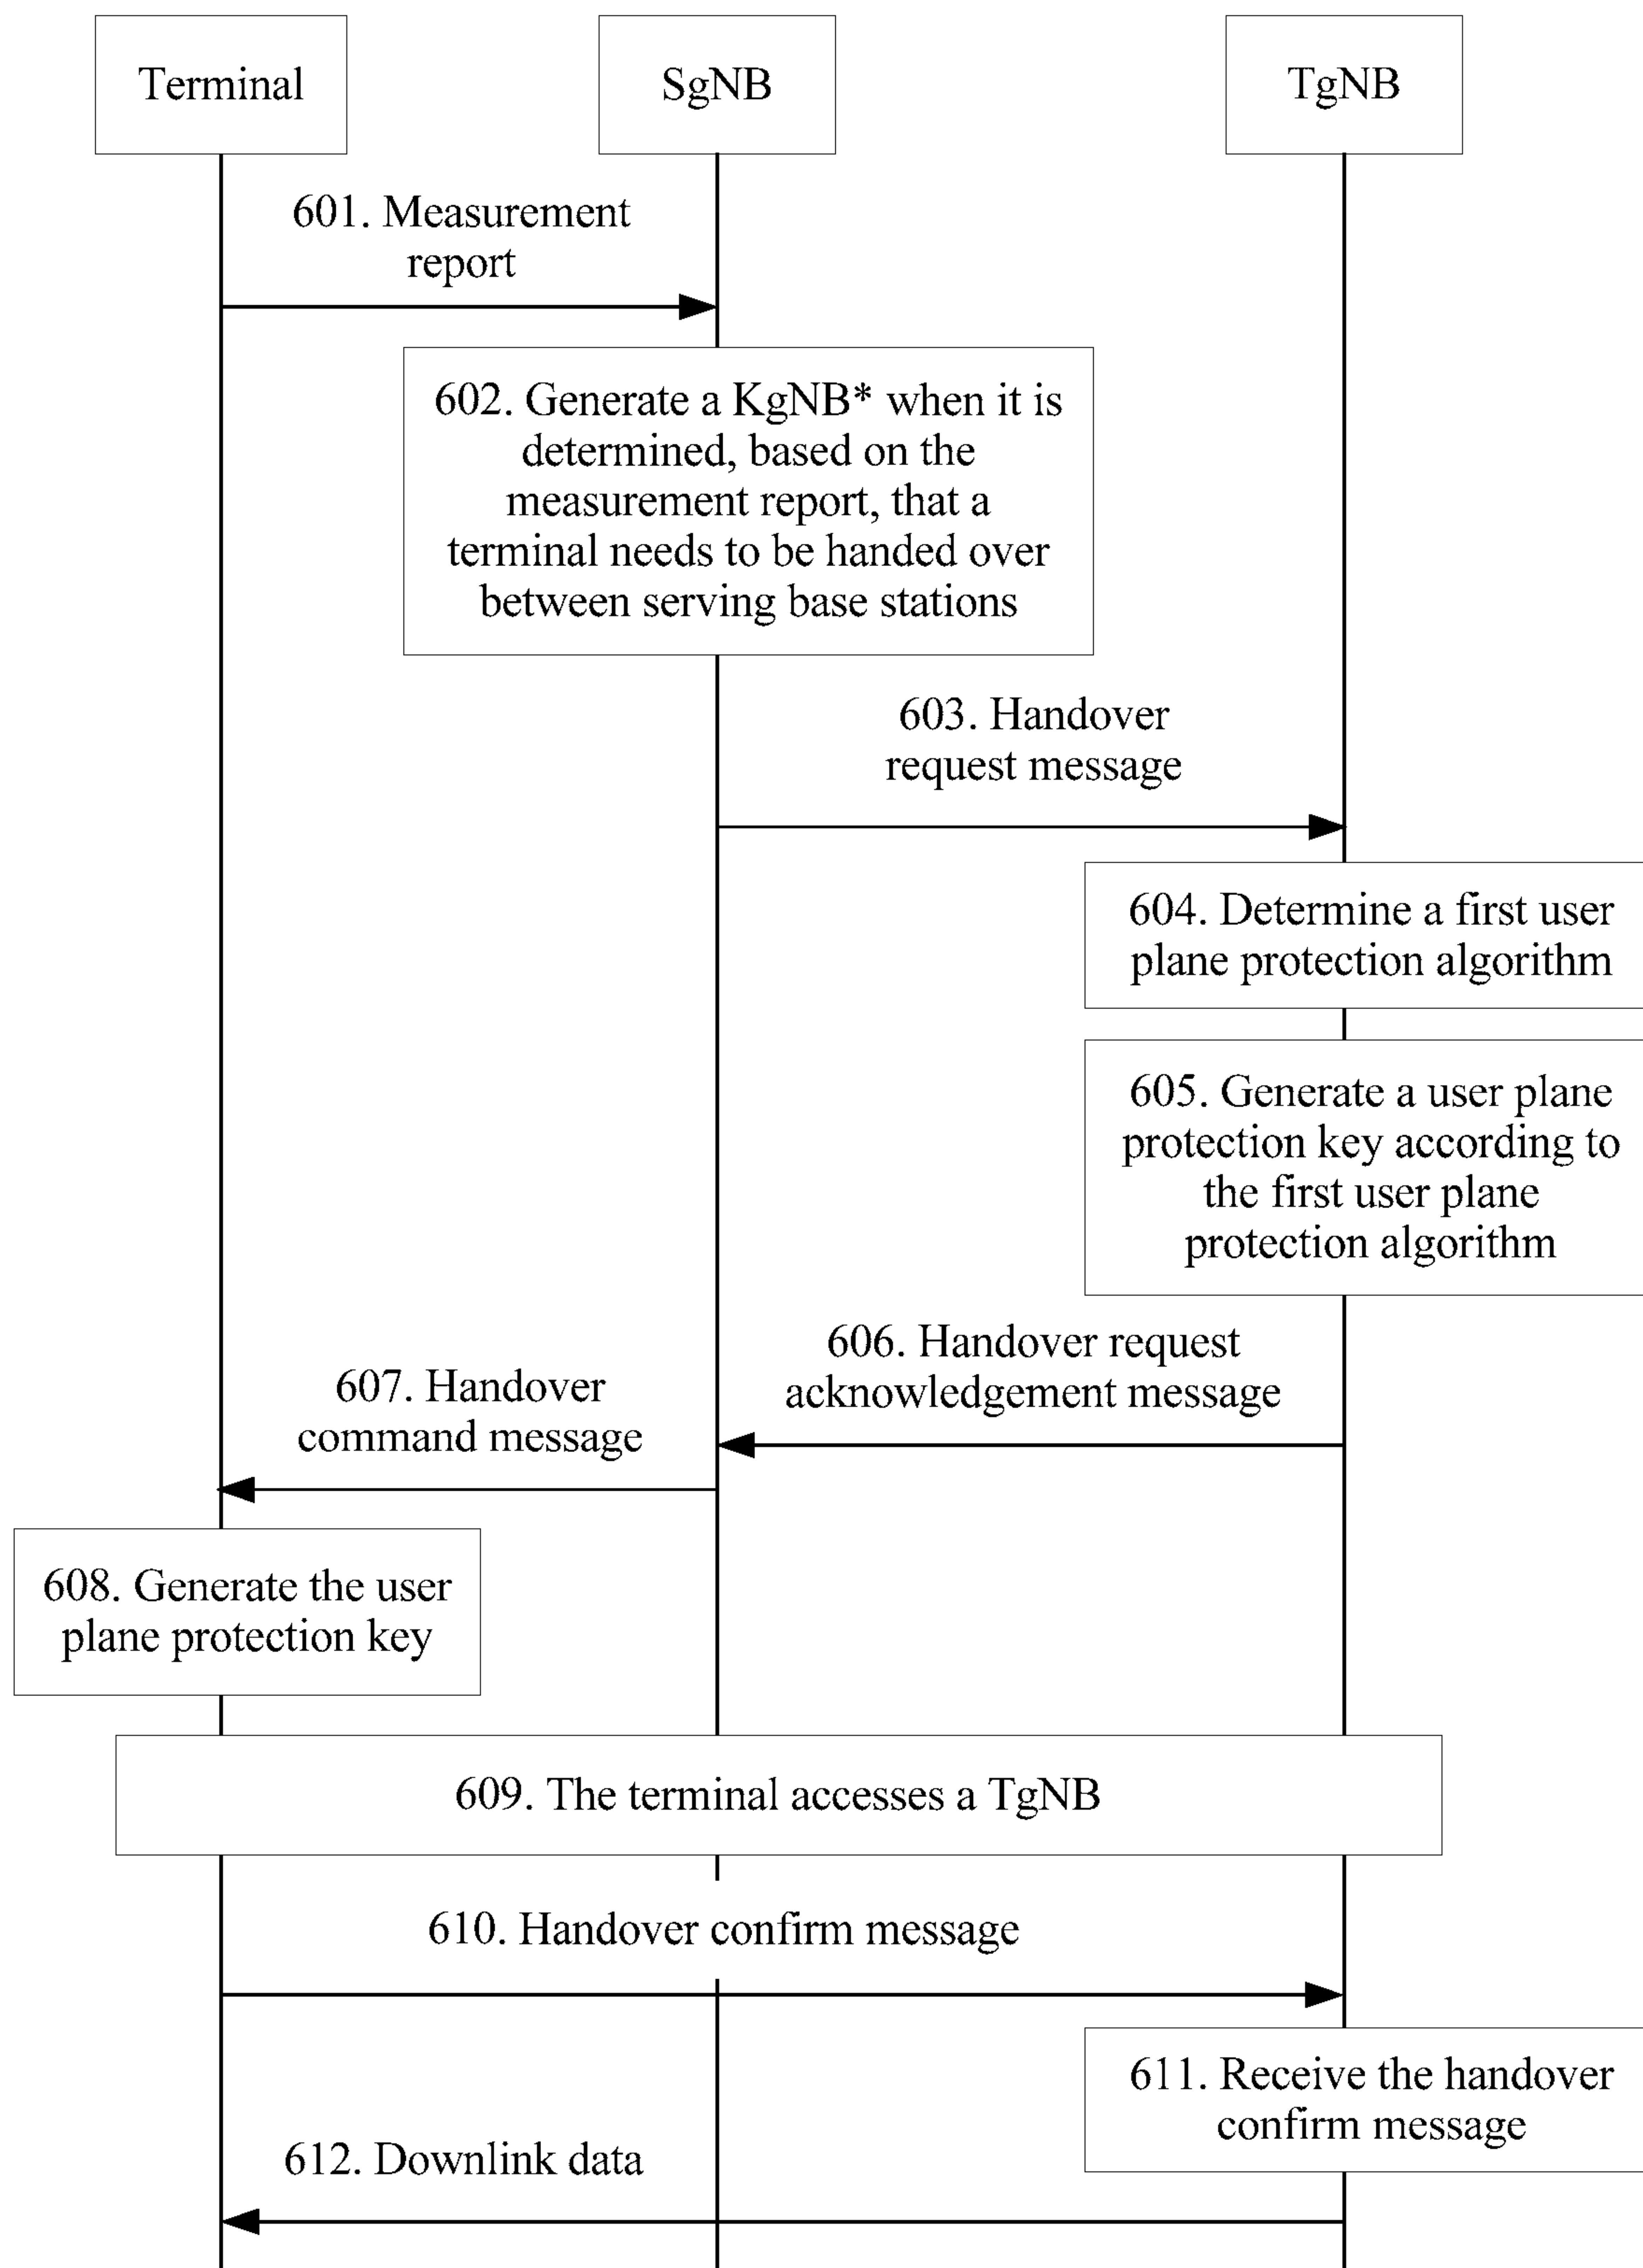 Terminal
SgNB
TgNB
601. Measurement
report
602. Generate a KgNB* when it is
determined, based on the
measurement report, that a
terminal needs to be handed over
between serving base stations
603. Handover
request message
604. Determine a first user
plane protection algorithm
605. Generate a user plane
protection key according to
the first user plane
protection algorithm
606. Handover request
acknowledgement message
607. Handover
command message
608. Generate the user
plane protection key
609. The terminal accesses a TgNB
610. Handover confirm message
611. Receive the handover
confirm message
612. Downlink data